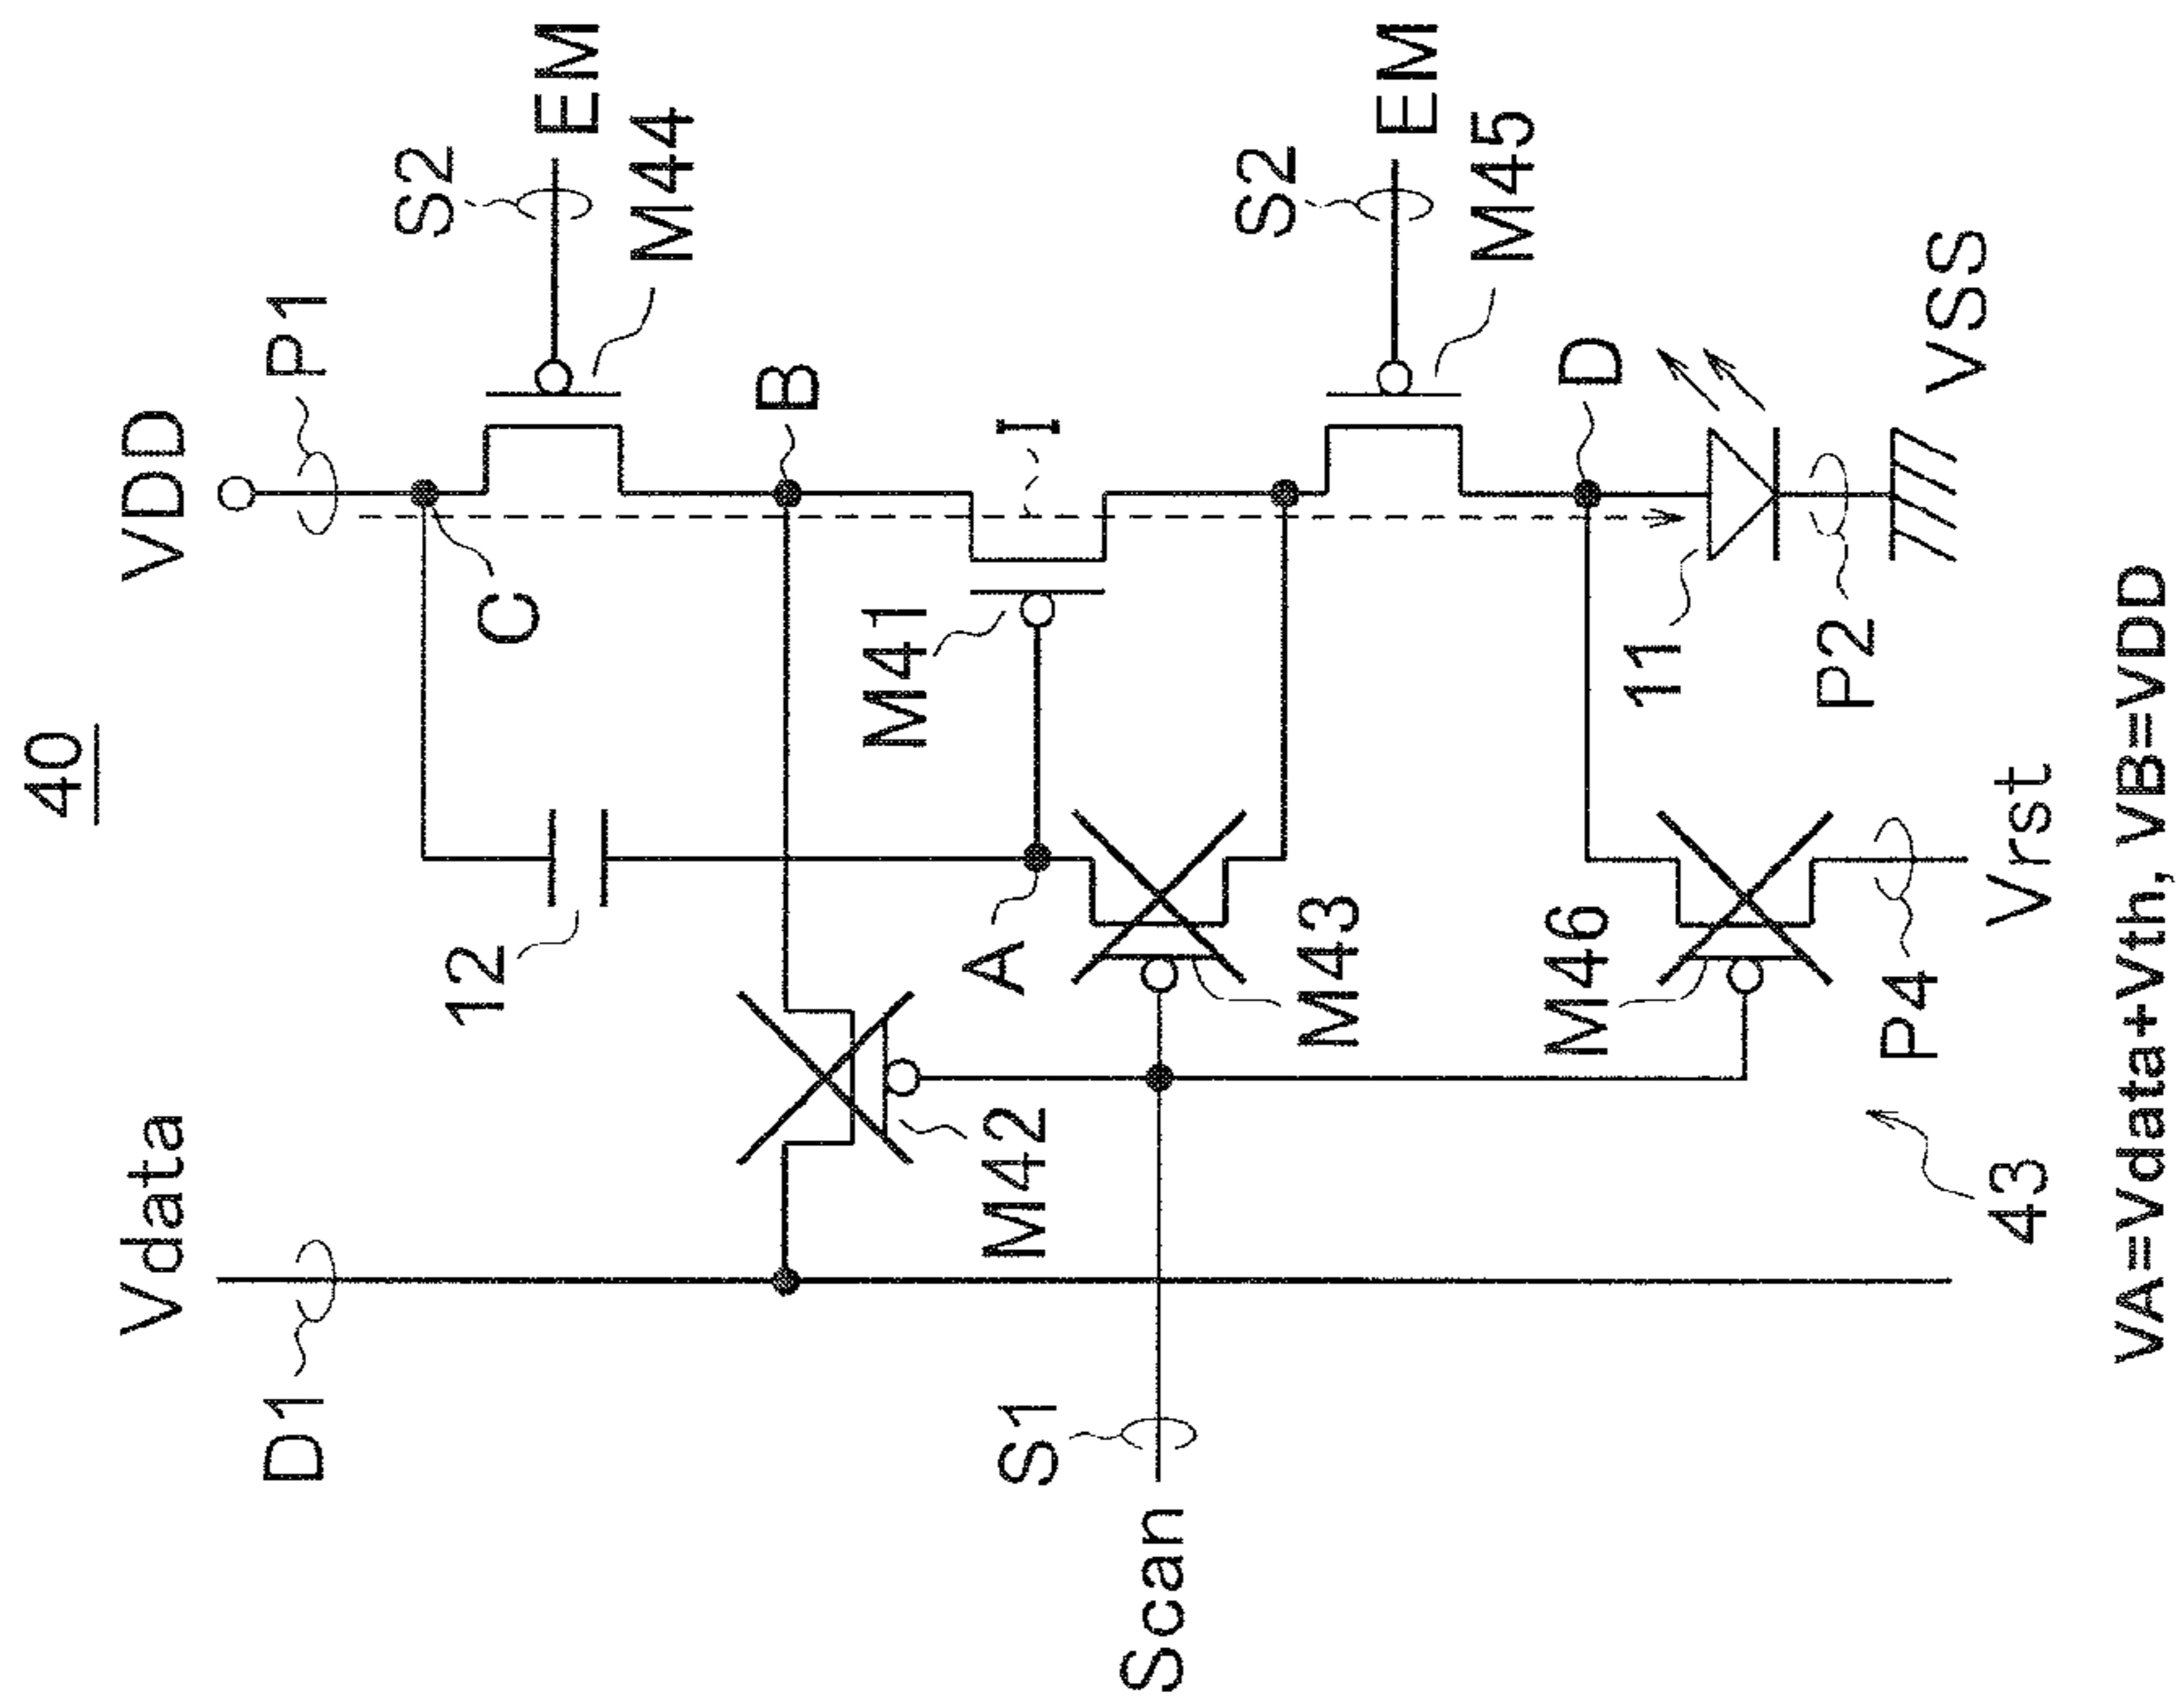 40
Vdata
VDD
D1
P1
S2
EM
12
C
M44
B
M41
A
M42
I
S1
Scan
S2
EM
M43
M45
M46
D
11
P2
P4
VSS
43
Vrst
VA=Vdata+Vth, VB=VDD